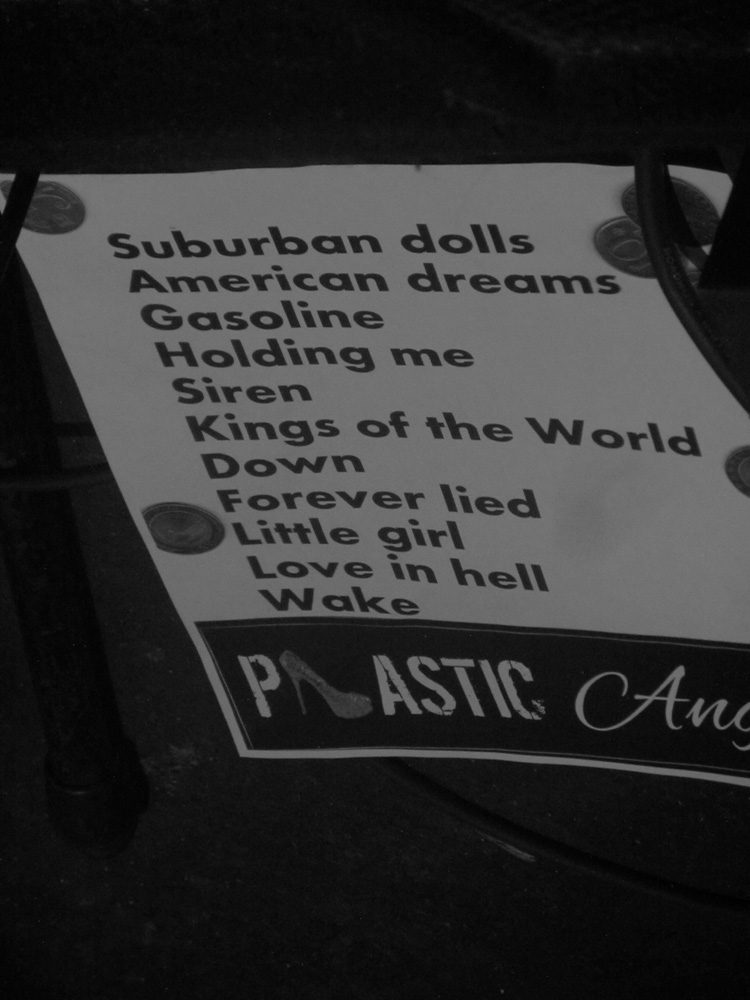 Suburban dolls
American dreams
Gasoline
Holding me
Siren
Kings of the World
Down
Forever lied
Little girl
Love in hell
Wake
PLASTIC Ang